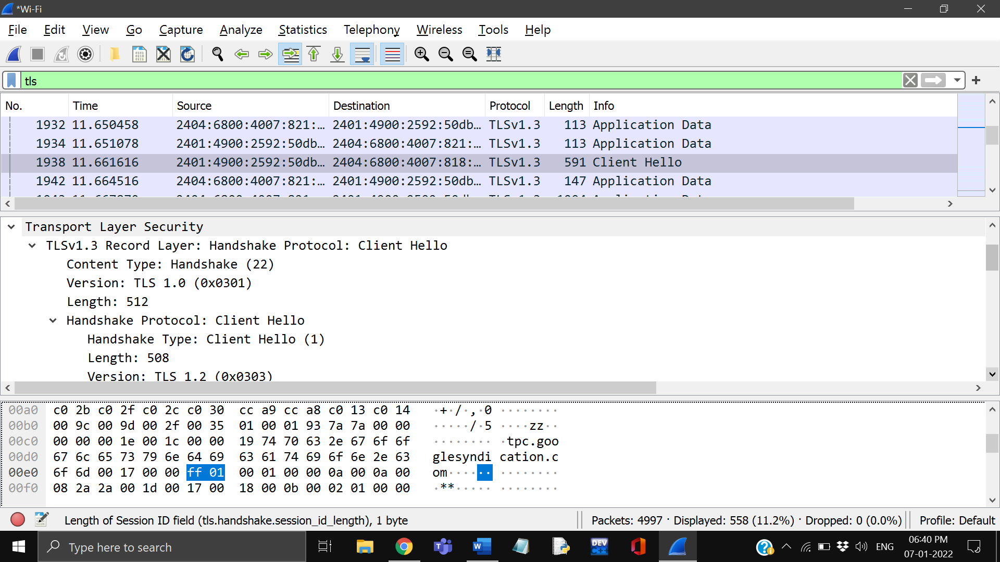 *Wi-Fi
File Edit View Go Capture Analyze Statistics Telephony Wireless Tools Help
tls
No. Time Source Destination Protocol Length Info
1932 11.650458 2404:6800:4007:821:… 2401:4900:2592:50db… TLSv1.3 113 Application Data
1934 11.651078 2401:4900:2592:50db… 2404:6800:4007:821:… TLSv1.3 113 Application Data
1938 11.661616 2401:4900:2592:50db… 2404:6800:4007:818:… TLSv1.3 591 Client Hello
1942 11.664516 2404:6800:4007:821:… 2401:4900:2592:50db… TLSv1.3 147 Application Data
Transport Layer Security
TLSv1.3 Record Layer: Handshake Protocol: Client Hello
Content Type: Handshake (22)
Version: TLS 1.0 (0x0301)
Length: 512
Handshake Protocol: Client Hello
Handshake Type: Client Hello (1)
Length: 508
Version: TLS 1.2 (0x0303)
00a0 c0 2b c0 2f c0 2c c0 30 cc a9 cc a8 c0 13 c0 14 ·+·/·,·0 ········
00b0 00 9c 00 9d 00 2f 00 35 01 00 01 93 7a 7a 00 00 ·····/·5 ····zz··
00c0 00 00 00 1e 00 1c 00 00 19 74 70 63 2e 67 6f 6f ········ ·tpc.goo
00d0 67 6c 65 73 79 6e 64 69 63 61 74 69 6f 6e 2e 63 glesyndi cation.c
00e0 6f 6d 00 17 00 00 ff 01 00 01 00 00 0a 00 0a 00 om······ ········
00f0 08 2a 2a 00 1d 00 17 00 18 00 0b 00 02 01 00 00 ·**····· ········
Length of Session ID field (tls.handshake.session_id_length), 1 byte Packets: 4997 · Displayed: 558 (11.2%) · Dropped: 0 (0.0%) Profile: Default
Type here to search DEV C++ ENG 06:40 PM
07-01-2022